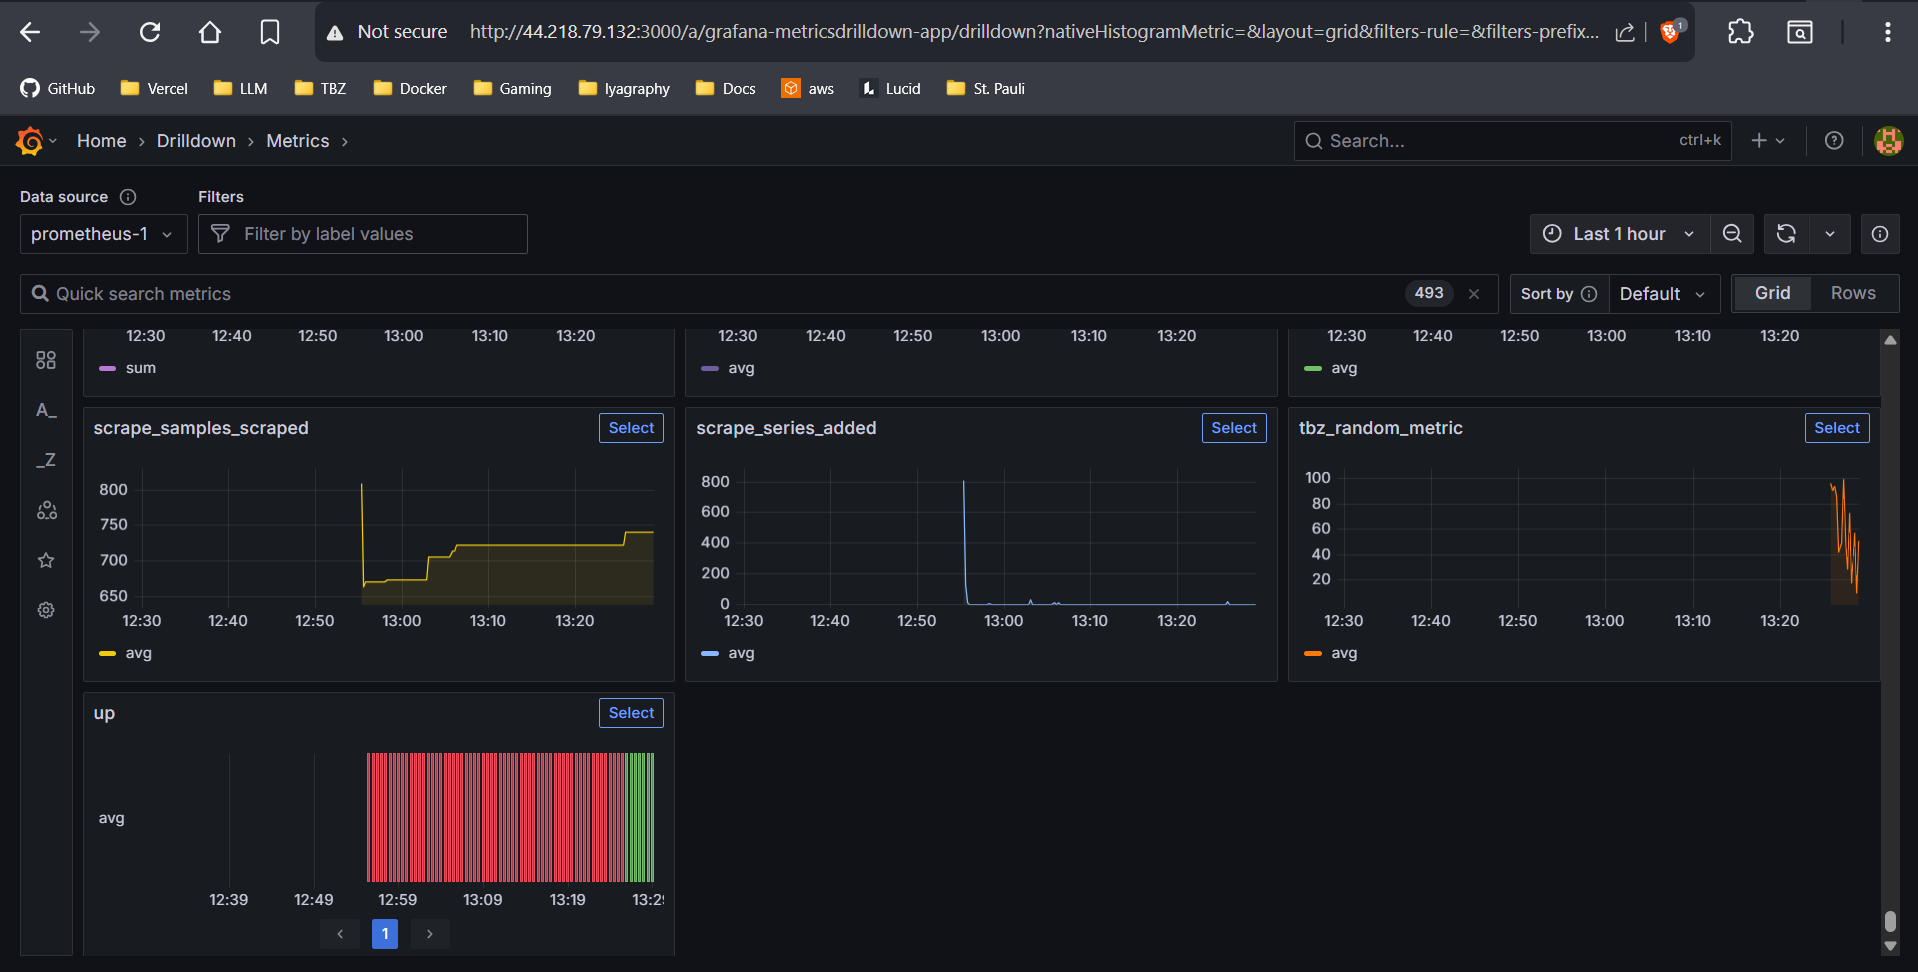 Not secure http://44.218.79.132:3000/a/grafana-metricsdrilldown-app/drilldown?nativeHistogramMetric=&layout=grid&filters-rule=&filters-prefix... 1
GitHub Vercel LLM TBZ Docker Gaming lyagraphy Docs aws Lucid St. Pauli
Home › Drilldown › Metrics › Search... ctrl+k
Data source Filters
prometheus-1 Filter by label values Last 1 hour
Quick search metrics 493 Sort by Default Grid Rows
12:30 12:40 12:50 13:00 13:10 13:20 12:30 12:40 12:50 13:00 13:10 13:20 12:30 12:40 12:50 13:00 13:10 13:20
sum avg avg
A_
_Z
scrape_samples_scraped Select
800
750
700
650
12:30 12:40 12:50 13:00 13:10 13:20
avg
scrape_series_added Select
800
600
400
200
0
12:30 12:40 12:50 13:00 13:10 13:20
avg
tbz_random_metric Select
100
80
60
40
20
12:30 12:40 12:50 13:00 13:10 13:20
avg
up Select
avg
12:39 12:49 12:59 13:09 13:19
1